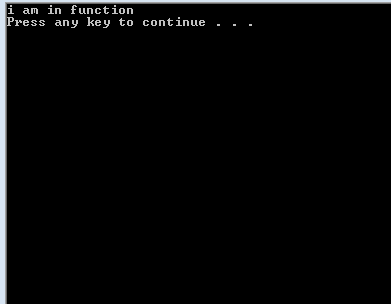 i am in function
Press any key to continue . . .